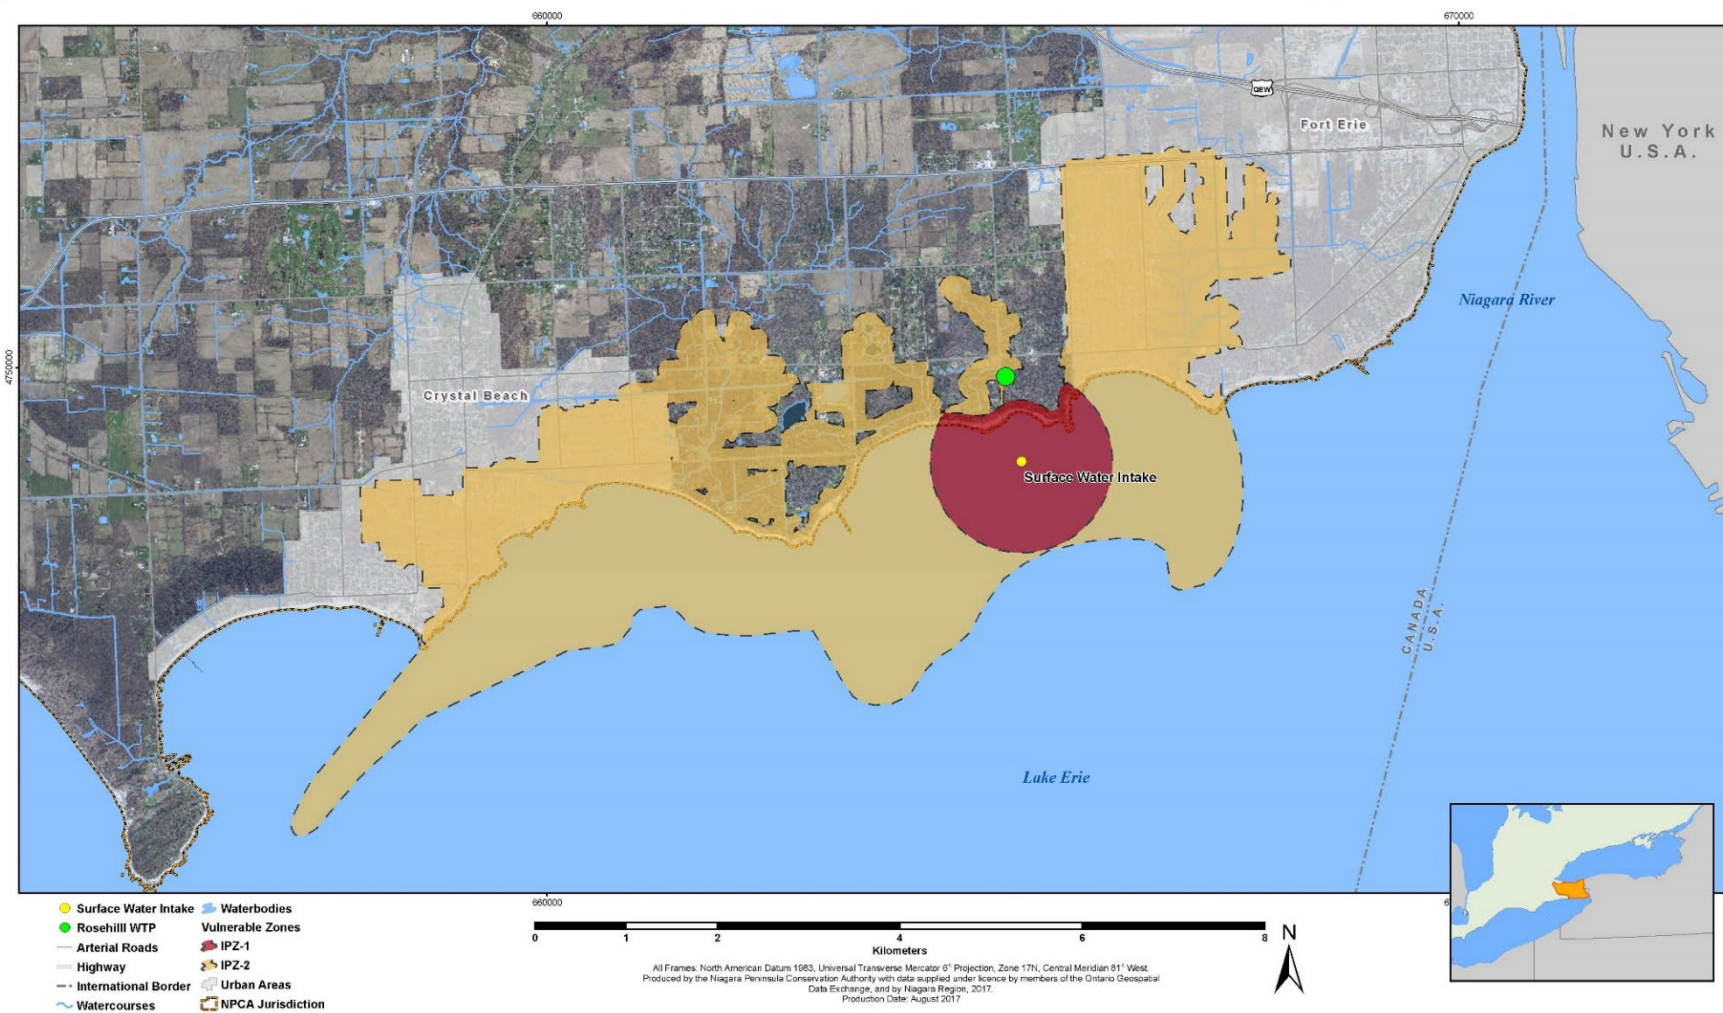 660000
670000
QEW
Fort Erie
New York
U.S.A.
Niagara River
4750000
Crystal Beach
Surface Water Intake
CANADA
U.S.A.
Lake Erie
660000
Surface Water Intake
Rosehilll WTP
Arterial Roads
Highway
International Border
Watercourses
Waterbodies
Vulnerable Zones
IPZ-1
IPZ-2
Urban Areas
NPCA Jurisdiction
0 1 2 4 6 8
Kilometers
N
All Frames: North American Datum 1983, Universal Transverse Mercator 6° Projection, Zone 17N, Central Meridian 81° West.
Produced by the Niagara Peninsula Conservation Authority with data supplied under licence by members of the Ontario Geospatial
Data Exchange, and by Niagara Region, 2017.
Production Date: August 2017